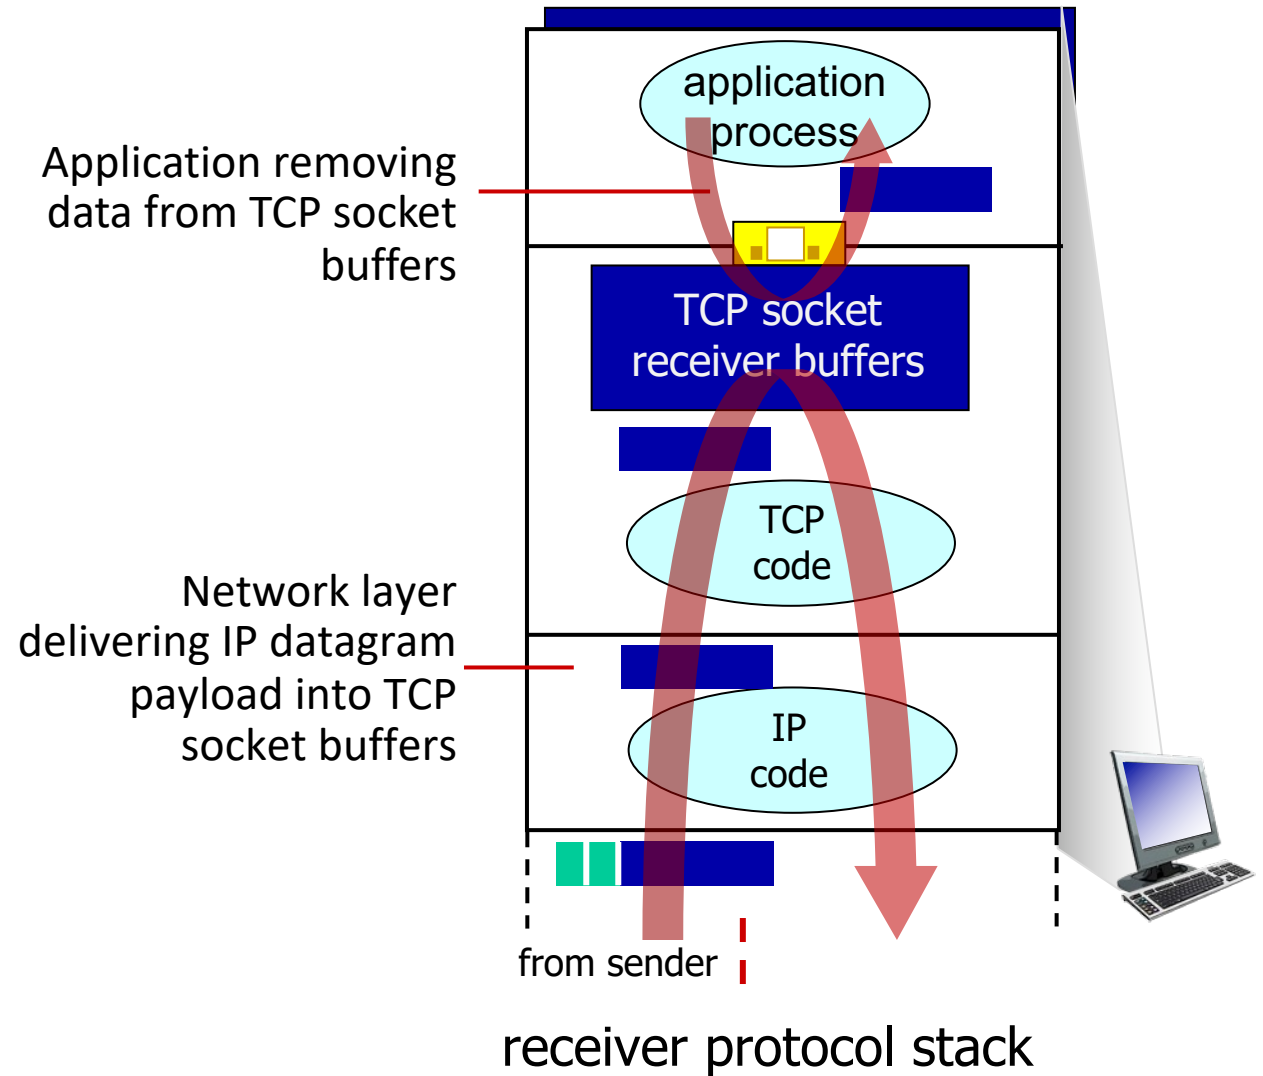 application
process
Application removing
data from TCP socket
buffers
TCP socket
receiver buffers
TCP
code
Network layer
delivering IP datagram
payload into TCP
socket buffers
IP
code
from sender
receiver protocol stack